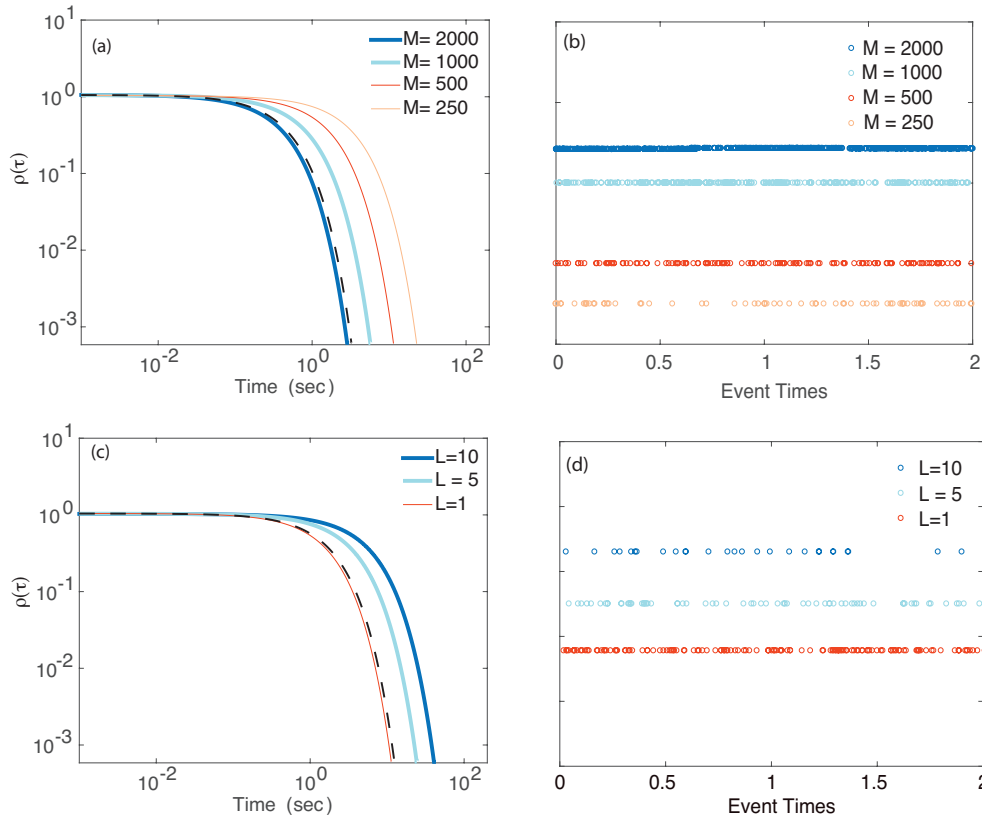 (a)
M= 2000
M= 1000
M= 500
M= 250
10^1
10^0
10^-1
10^-2
10^-3
ρ(τ)
10^-2
10^0
10^2
Time (sec)
(b)
M = 2000
M = 1000
M = 500
M = 250
0
0.5
1
1.5
2
Event Times
(c)
L=10
L = 5
L=1
10^1
10^0
10^-1
10^-2
10^-3
ρ(τ)
10^-2
10^0
10^2
Time (sec)
(d)
L=10
L = 5
L=1
0
0.5
1
1.5
2
Event Times